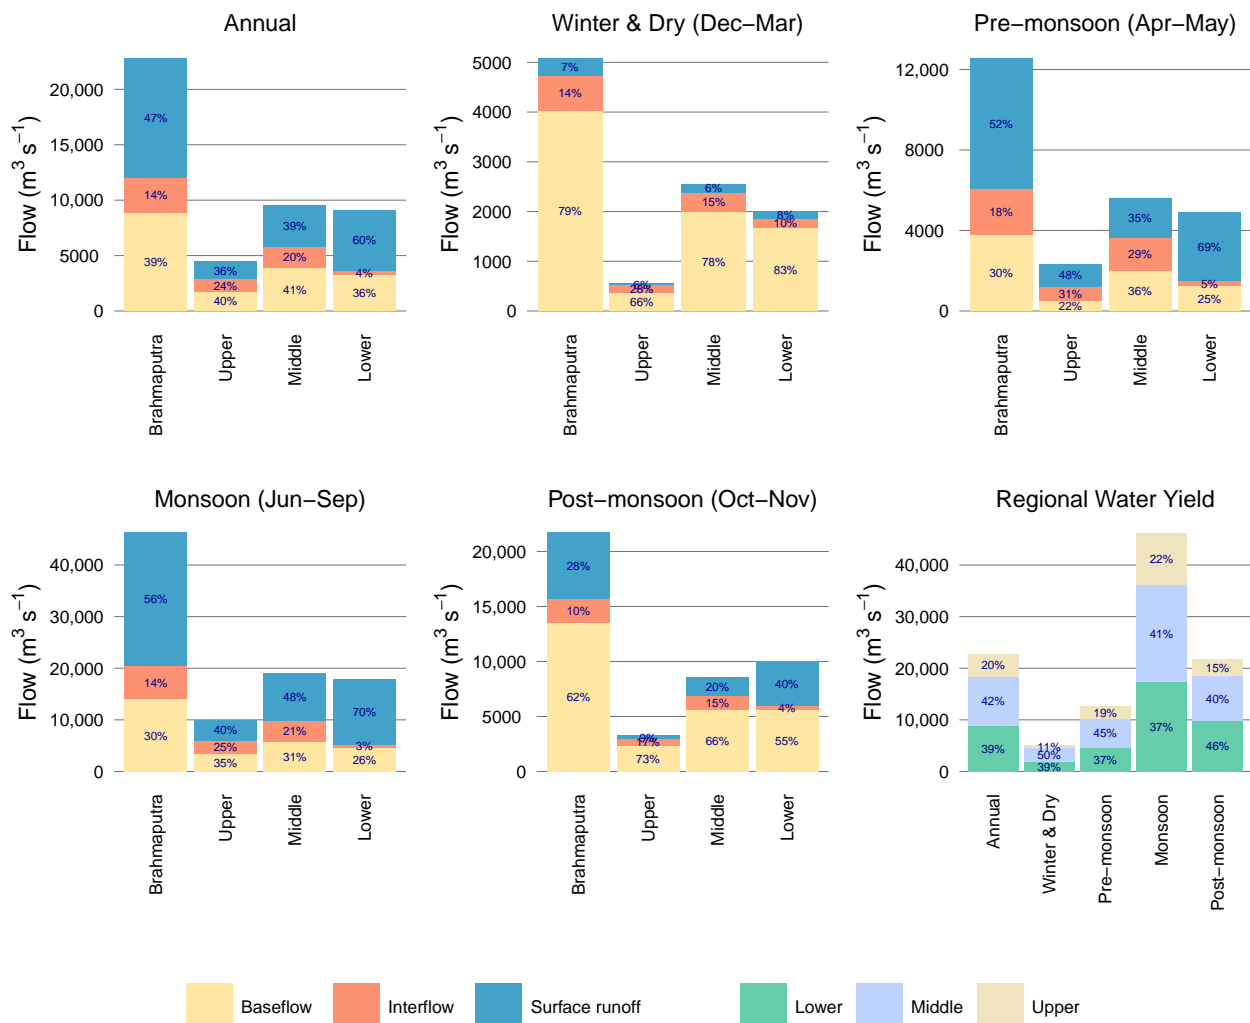 Annual
Flow (m³ s⁻¹)
20,000
15,000
10,000
5000
0
47%
14%
39%
36%
24%
40%
39%
20%
41%
60%
4%
36%
Brahmaputra
Upper
Middle
Lower
Winter & Dry (Dec−Mar)
Flow (m³ s⁻¹)
5000
4000
3000
2000
1000
0
7%
14%
79%
6%
28%
66%
6%
15%
78%
8%
10%
83%
Brahmaputra
Upper
Middle
Lower
Pre−monsoon (Apr−May)
Flow (m³ s⁻¹)
12,000
8000
4000
0
52%
18%
30%
48%
31%
22%
35%
29%
36%
69%
5%
25%
Brahmaputra
Upper
Middle
Lower
Monsoon (Jun−Sep)
Flow (m³ s⁻¹)
40,000
30,000
20,000
10,000
0
56%
14%
30%
40%
25%
35%
48%
21%
31%
70%
3%
26%
Brahmaputra
Upper
Middle
Lower
Post−monsoon (Oct−Nov)
Flow (m³ s⁻¹)
20,000
15,000
10,000
5000
0
28%
10%
62%
9%
17%
73%
20%
15%
66%
40%
4%
55%
Brahmaputra
Upper
Middle
Lower
Regional Water Yield
Flow (m³ s⁻¹)
40,000
30,000
20,000
10,000
0
20%
42%
39%
11%
50%
39%
19%
45%
37%
22%
41%
37%
15%
40%
46%
Annual
Winter & Dry
Pre−monsoon
Monsoon
Post−monsoon
Baseflow
Interflow
Surface runoff
Lower
Middle
Upper